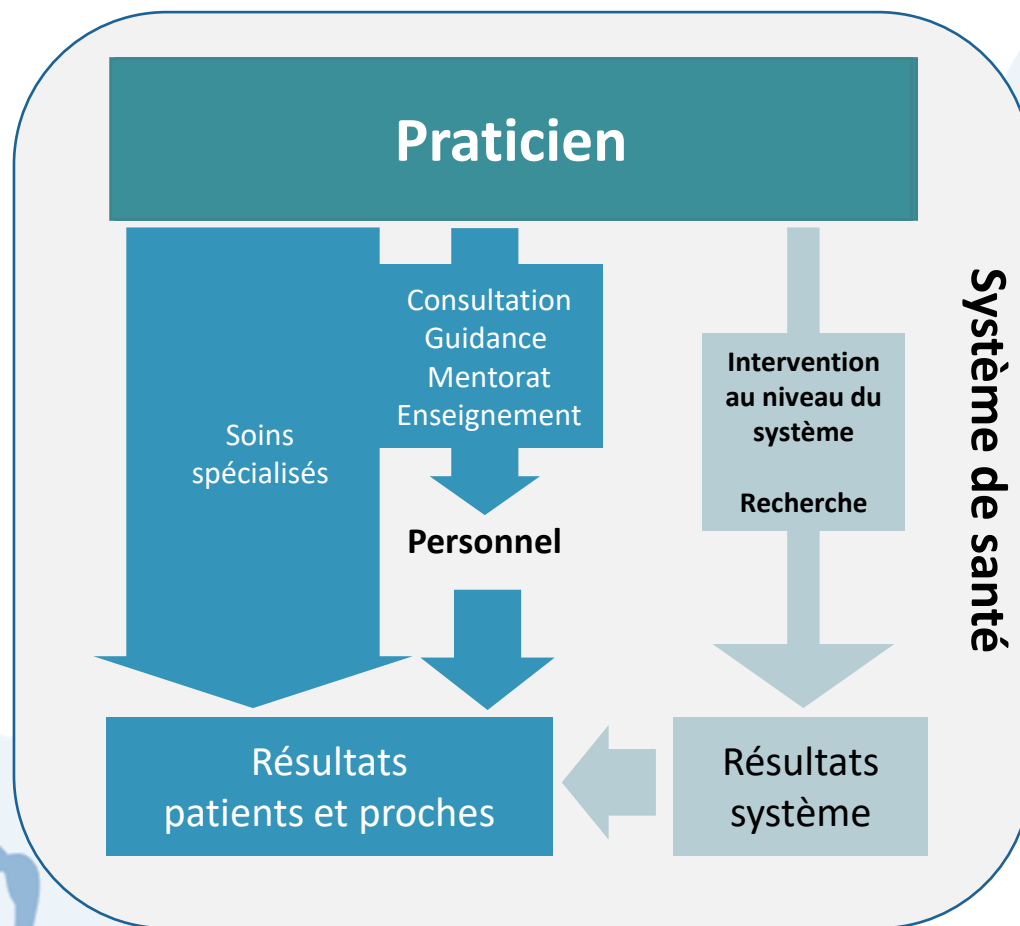 Praticien
Consultation
Guidance
Mentorat
Enseignement
Soins
spécialisés
Intervention
au niveau du
système
Recherche
Personnel
Résultats
patients et proches
Résultats
système
Système de santé